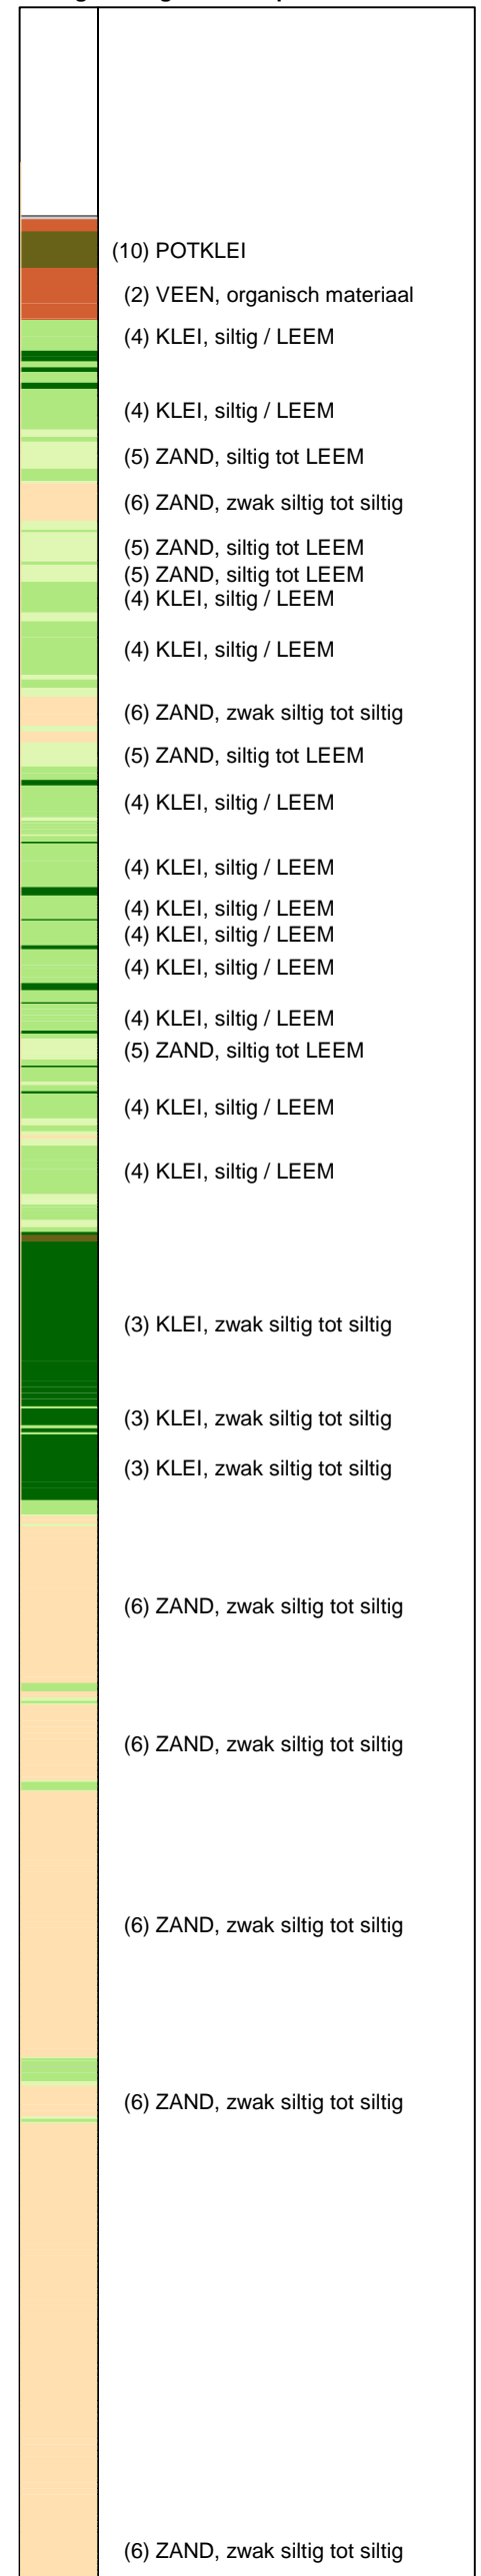 (10) POTKLEI
(2) VEEN, organisch materiaal
(4) KLEI, siltig / LEEM
(4) KLEI, siltig / LEEM
(5) ZAND, siltig tot LEEM
(6) ZAND, zwak siltig tot siltig
(5) ZAND, siltig tot LEEM
(5) ZAND, siltig tot LEEM
(4) KLEI, siltig / LEEM
(4) KLEI, siltig / LEEM
(6) ZAND, zwak siltig tot siltig
(5) ZAND, siltig tot LEEM
(4) KLEI, siltig / LEEM
(4) KLEI, siltig / LEEM
(4) KLEI, siltig / LEEM
(4) KLEI, siltig / LEEM
(4) KLEI, siltig / LEEM
(4) KLEI, siltig / LEEM
(5) ZAND, siltig tot LEEM
(4) KLEI, siltig / LEEM
(4) KLEI, siltig / LEEM
(3) KLEI, zwak siltig tot siltig
(3) KLEI, zwak siltig tot siltig
(3) KLEI, zwak siltig tot siltig
(6) ZAND, zwak siltig tot siltig
(6) ZAND, zwak siltig tot siltig
(6) ZAND, zwak siltig tot siltig
(6) ZAND, zwak siltig tot siltig
(6) ZAND, zwak siltig tot siltig